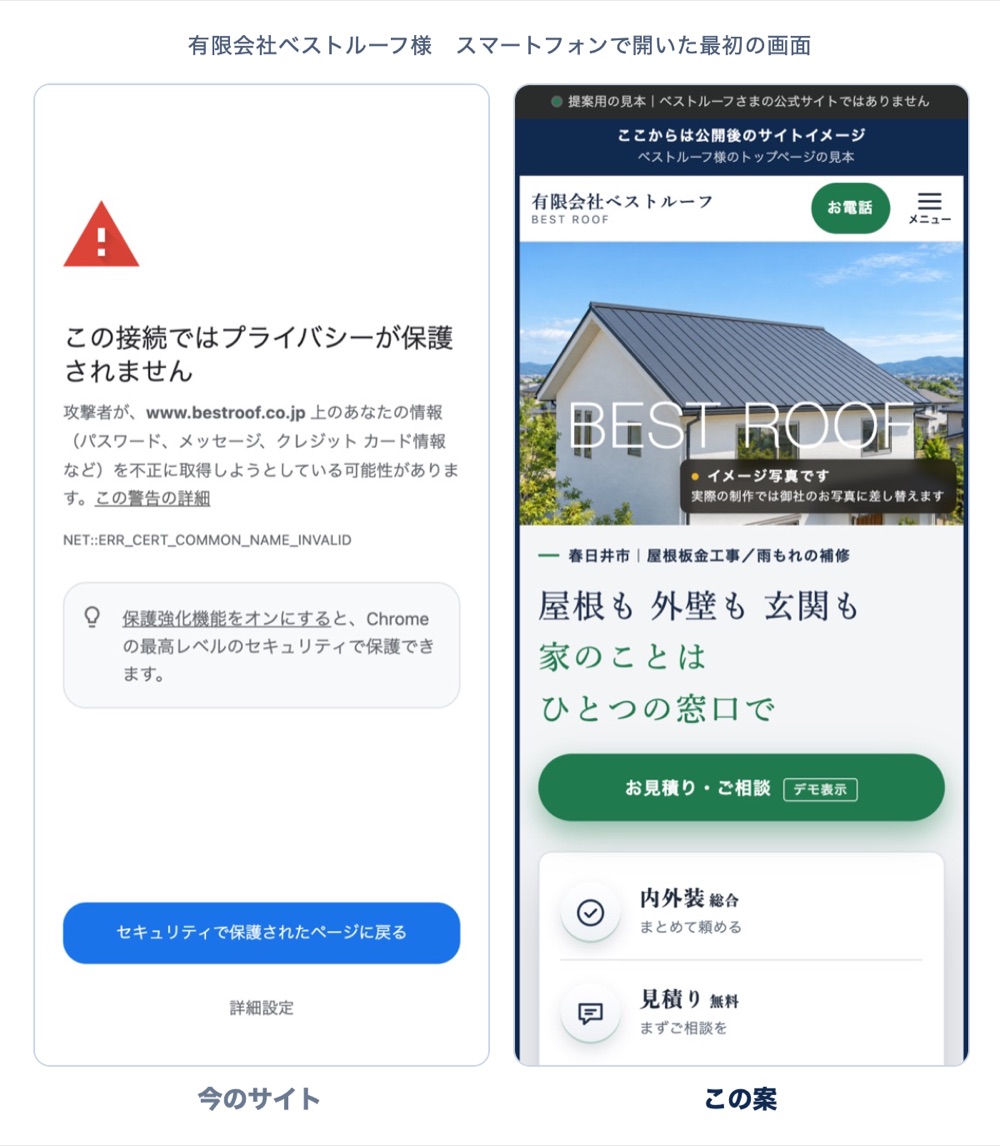 有限会社ベストルーフ様　スマートフォンで開いた最初の画面
この接続ではプライバシーが保護
されません
攻撃者が、www.bestroof.co.jp 上のあなたの情報
（パスワード、メッセージ、クレジット カード情報
など）を不正に取得しようとしている可能性がありま
す。この警告の詳細
NET::ERR_CERT_COMMON_NAME_INVALID
保護強化機能をオンにすると、Chrome
の最高レベルのセキュリティで保護でき
ます。
セキュリティで保護されたページに戻る
詳細設定
今のサイト
提案用の見本｜ベストルーフさまの公式サイトではありません
ここからは公開後のサイトイメージ
ベストルーフ様のトップページの見本
有限会社ベストルーフ
BEST ROOF
お電話
メニュー
BEST ROOF
イメージ写真です
実際の制作では御社のお写真に差し替えます
春日井市｜屋根板金工事／雨もれの補修
屋根も 外壁も 玄関も
家のことは
ひとつの窓口で
お見積り・ご相談 デモ表示
内外装 総合
まとめて頼める
見積り 無料
まずご相談を
この案